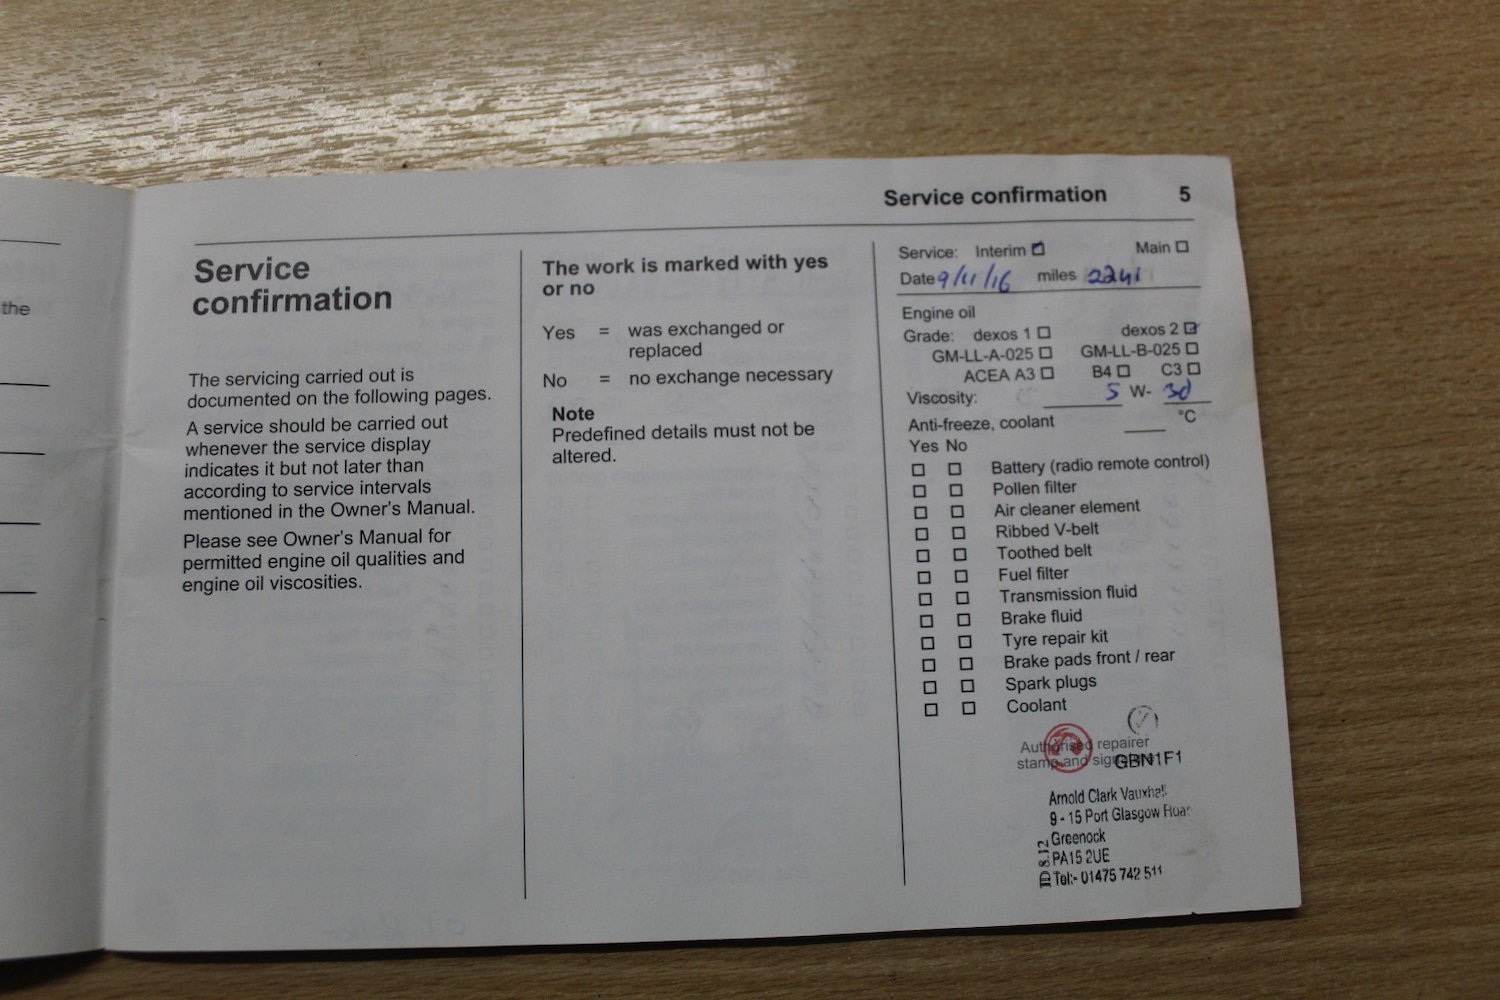 the
Service confirmation 5
Service
confirmation
The servicing carried out is
documented on the following pages.
A service should be carried out
whenever the service display
indicates it but not later than
according to service intervals
mentioned in the Owner's Manual.
Please see Owner's Manual for
permitted engine oil qualities and
engine oil viscosities.
The work is marked with yes
or no
Yes = was exchanged or
replaced
No = no exchange necessary
Note
Predefined details must not be
altered.
Service: Interim Main
Date 9/11/16 miles
Engine oil
Grade: dexos 1 dexos 2
GM-LL-A-025 GM-LL-B-025
ACEA A3 B4 C3
Viscosity: 5 W- 30
Anti-freeze, coolant °C
Yes No
Battery (radio remote control)
Pollen filter
Air cleaner element
Ribbed V-belt
Toothed belt
Fuel filter
Transmission fluid
Brake fluid
Tyre repair kit
Brake pads front / rear
Spark plugs
Coolant
Authorised repairer
stamp and GBN1F1
Arnold Clark Vauxhall
9 - 15 Port Glasgow Road
Greenock
PA15 2UE
Tel:- 01475 742 511
ID 8.12